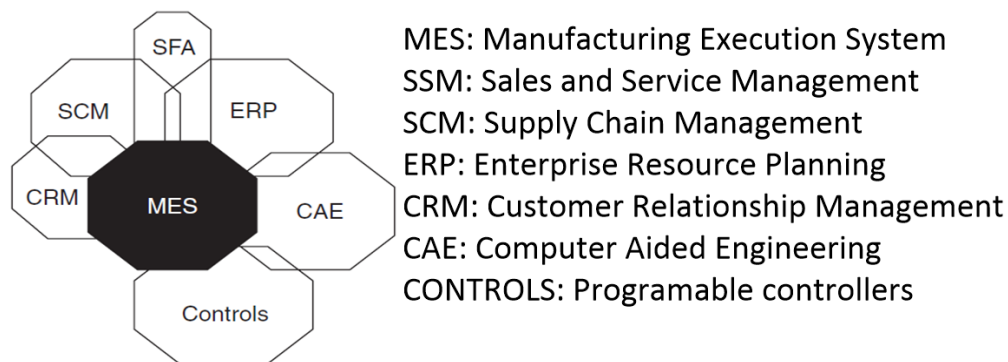 SFA
SCM
ERP
CRM
MES
CAE
Controls
MES: Manufacturing Execution System
SSM: Sales and Service Management
SCM: Supply Chain Management
ERP: Enterprise Resource Planning
CRM: Customer Relationship Management
CAE: Computer Aided Engineering
CONTROLS: Programable controllers